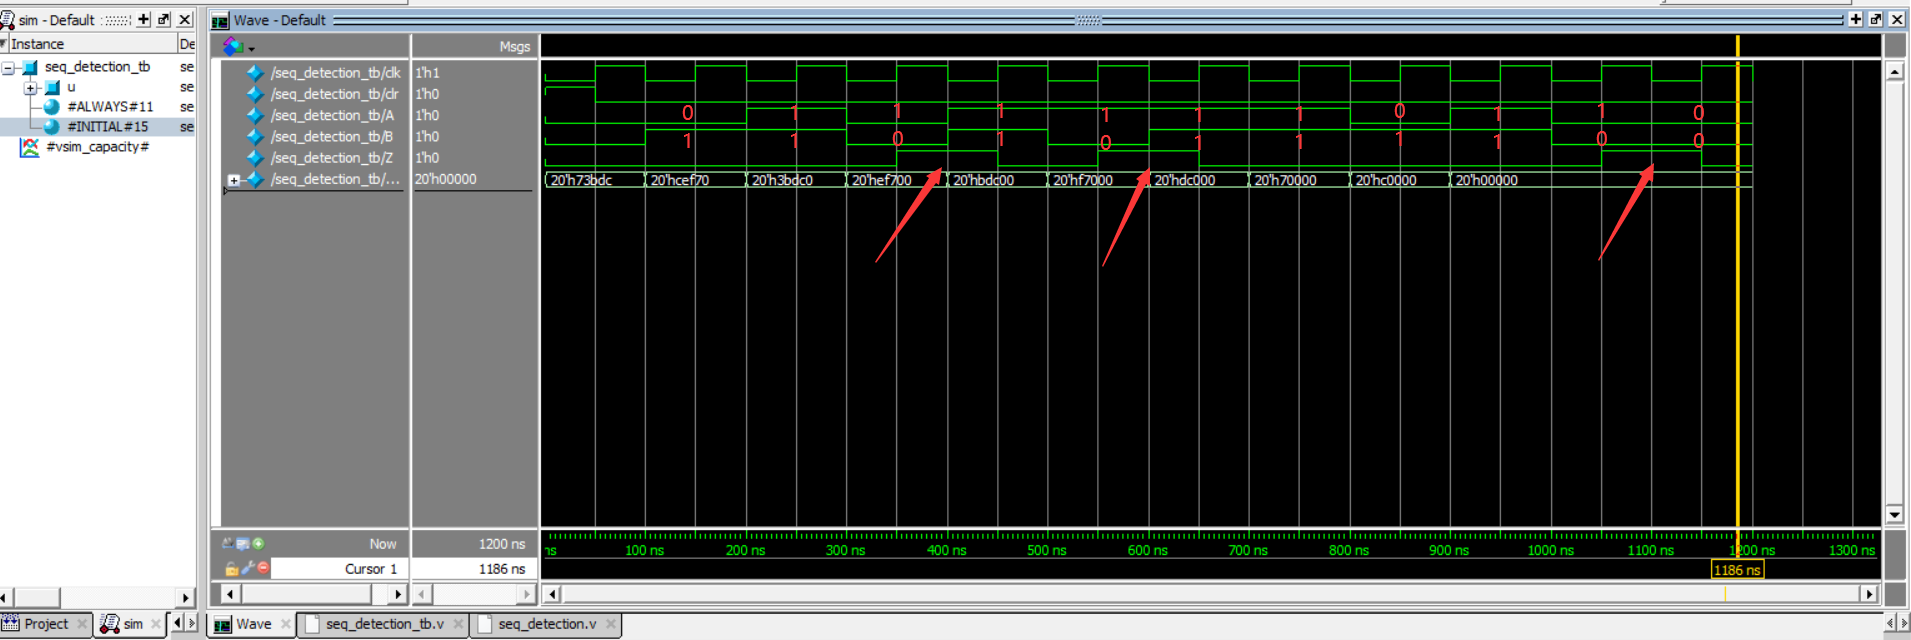 sim - Default
Wave - Default
Instance
De
Msgs
seq_detection_tb
se
u
se
#ALWAYS#11
se
#INITIAL#15
se
#vsim_capacity#
/seq_detection_tb/clk 1'h1
/seq_detection_tb/clr 1'h0
/seq_detection_tb/A 1'h0
0 1 1 1 1 1 1 0 1 1 0
/seq_detection_tb/B 1'h0
1 1 0 1 0 1 1 1 1 0 0
/seq_detection_tb/Z 1'h0
/seq_detection_tb/... 20'h00000
20'h73bdc 20'hcef70 20'h3bdc0 20'hef700 20'hbdc00 20'hf7000 20'hdc000 20'h70000 20'hc0000 20'h00000
Now 1200 ns
ns 100 ns 200 ns 300 ns 400 ns 500 ns 600 ns 700 ns 800 ns 900 ns 1000 ns 1100 ns 1200 ns 1300 ns
Cursor 1 1186 ns
1186 ns
Project
sim
Wave
seq_detection_tb.v
seq_detection.v